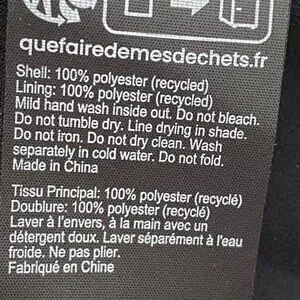 quefairedemesdechets.fr
Shell: 100% polyester (recycled)
Lining: 100% polyester (recycled)
Mild hand wash inside out. Do not bleach.
Do not tumble dry. Line drying in shade.
Do not iron. Do not dry clean. Wash
separately in cold water. Do not fold.
Made in China
Tissu Principal: 100% polyester (recyclé)
Doublure: 100% polyester (recyclé)
Laver à l'envers, à la main avec un
détergent doux. Laver séparément à l'eau
froide. Ne pas plier.
Fabriqué en Chine